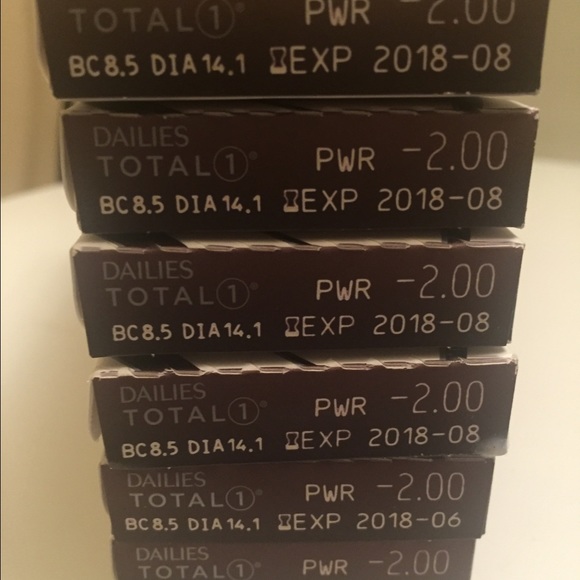 TOTAL1® PWR -2.00
BC8.5 DIA14.1 EXP 2018-08
DAILIES
TOTAL1® PWR -2.00
BC8.5 DIA14.1 EXP 2018-08
DAILIES
TOTAL1® PWR -2.00
BC8.5 DIA14.1 EXP 2018-08
DAILIES
TOTAL1® PWR -2.00
BC8.5 DIA14.1 EXP 2018-08
DAILIES
TOTAL1® PWR -2.00
BC8.5 DIA14.1 EXP 2018-06
DAILIES
TOTAL1® PWR -2.00